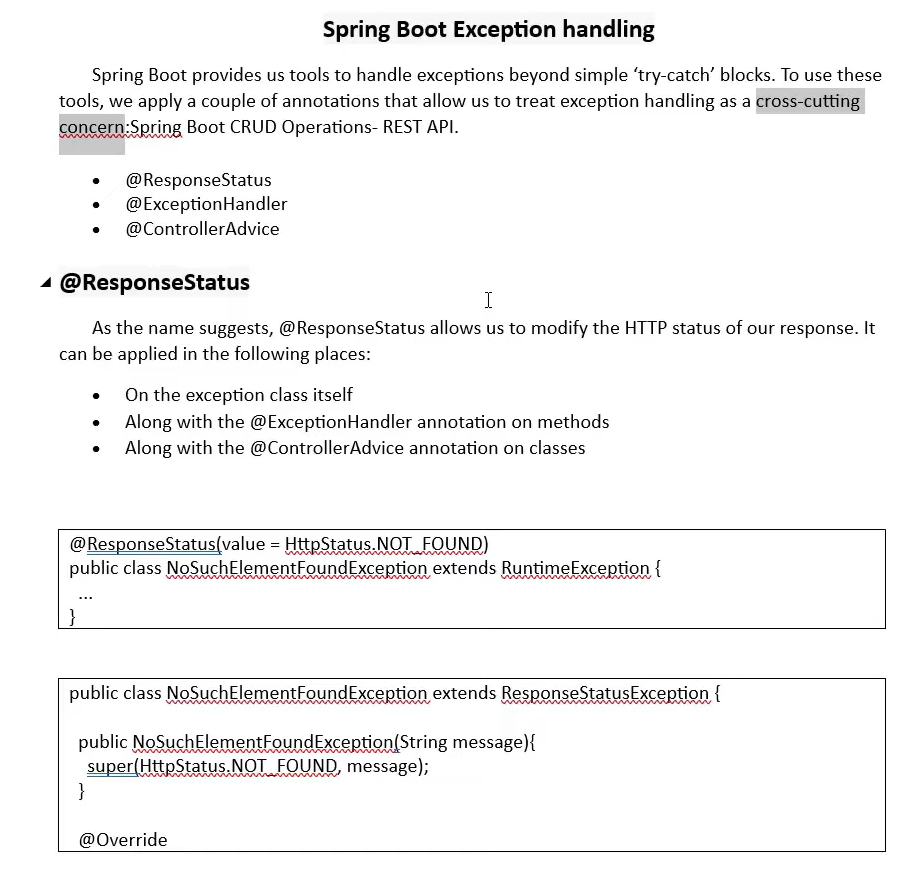 Spring Boot Exception handling
Spring Boot provides us tools to handle exceptions beyond simple ‘try-catch’ blocks. To use these
tools, we apply a couple of annotations that allow us to treat exception handling as a cross-cutting
concern:Spring Boot CRUD Operations- REST API.
• @ResponseStatus
• @ExceptionHandler
• @ControllerAdvice
@ResponseStatus
As the name suggests, @ResponseStatus allows us to modify the HTTP status of our response. It
can be applied in the following places:
• On the exception class itself
• Along with the @ExceptionHandler annotation on methods
• Along with the @ControllerAdvice annotation on classes
@ResponseStatus(value = HttpStatus.NOT_FOUND)
public class NoSuchElementFoundException extends RuntimeException {
...
}
public class NoSuchElementFoundException extends ResponseStatusException {
public NoSuchElementFoundException(String message){
super(HttpStatus.NOT_FOUND, message);
}
@Override